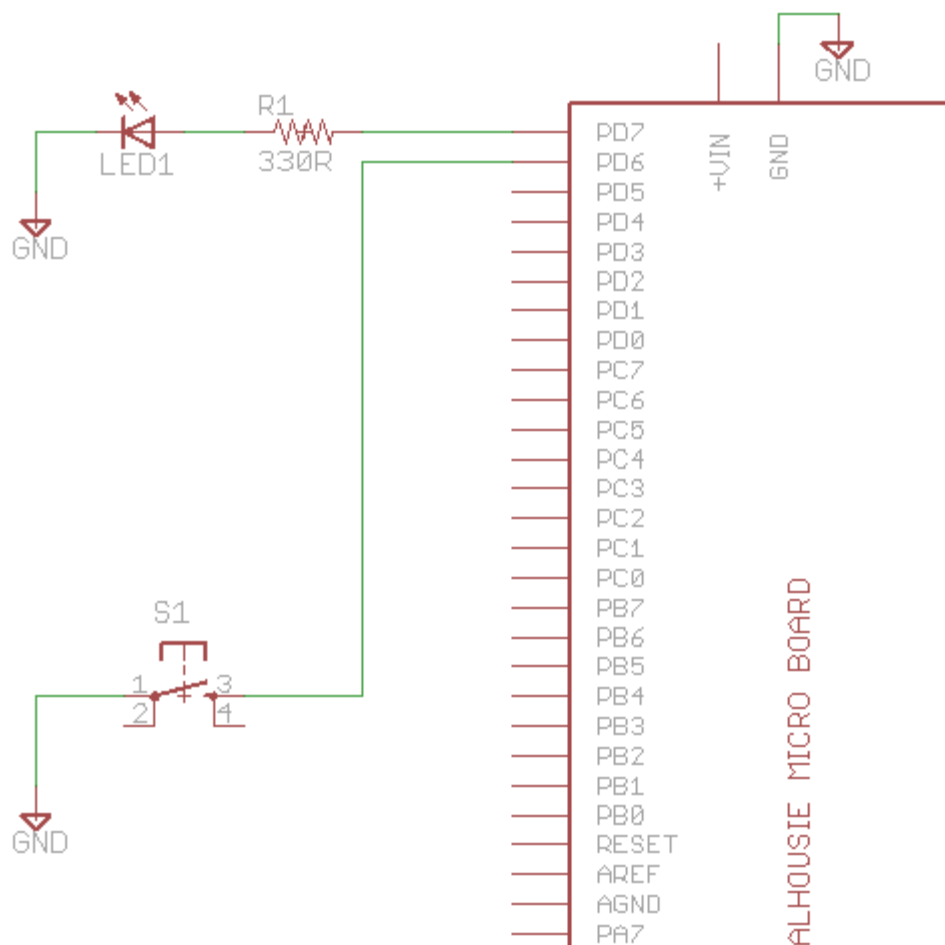 GND
R1
LED1
330R
GND
+VIN
GND
PD7
PD6
PD5
PD4
PD3
PD2
PD1
PD0
PC7
PC6
PC5
PC4
PC3
PC2
PC1
PC0
PB7
PB6
PB5
PB4
PB3
PB2
PB1
PB0
RESET
AREF
AGND
PA7
S1
1
3
2
4
GND
ALHOUSIE MICRO BOARD